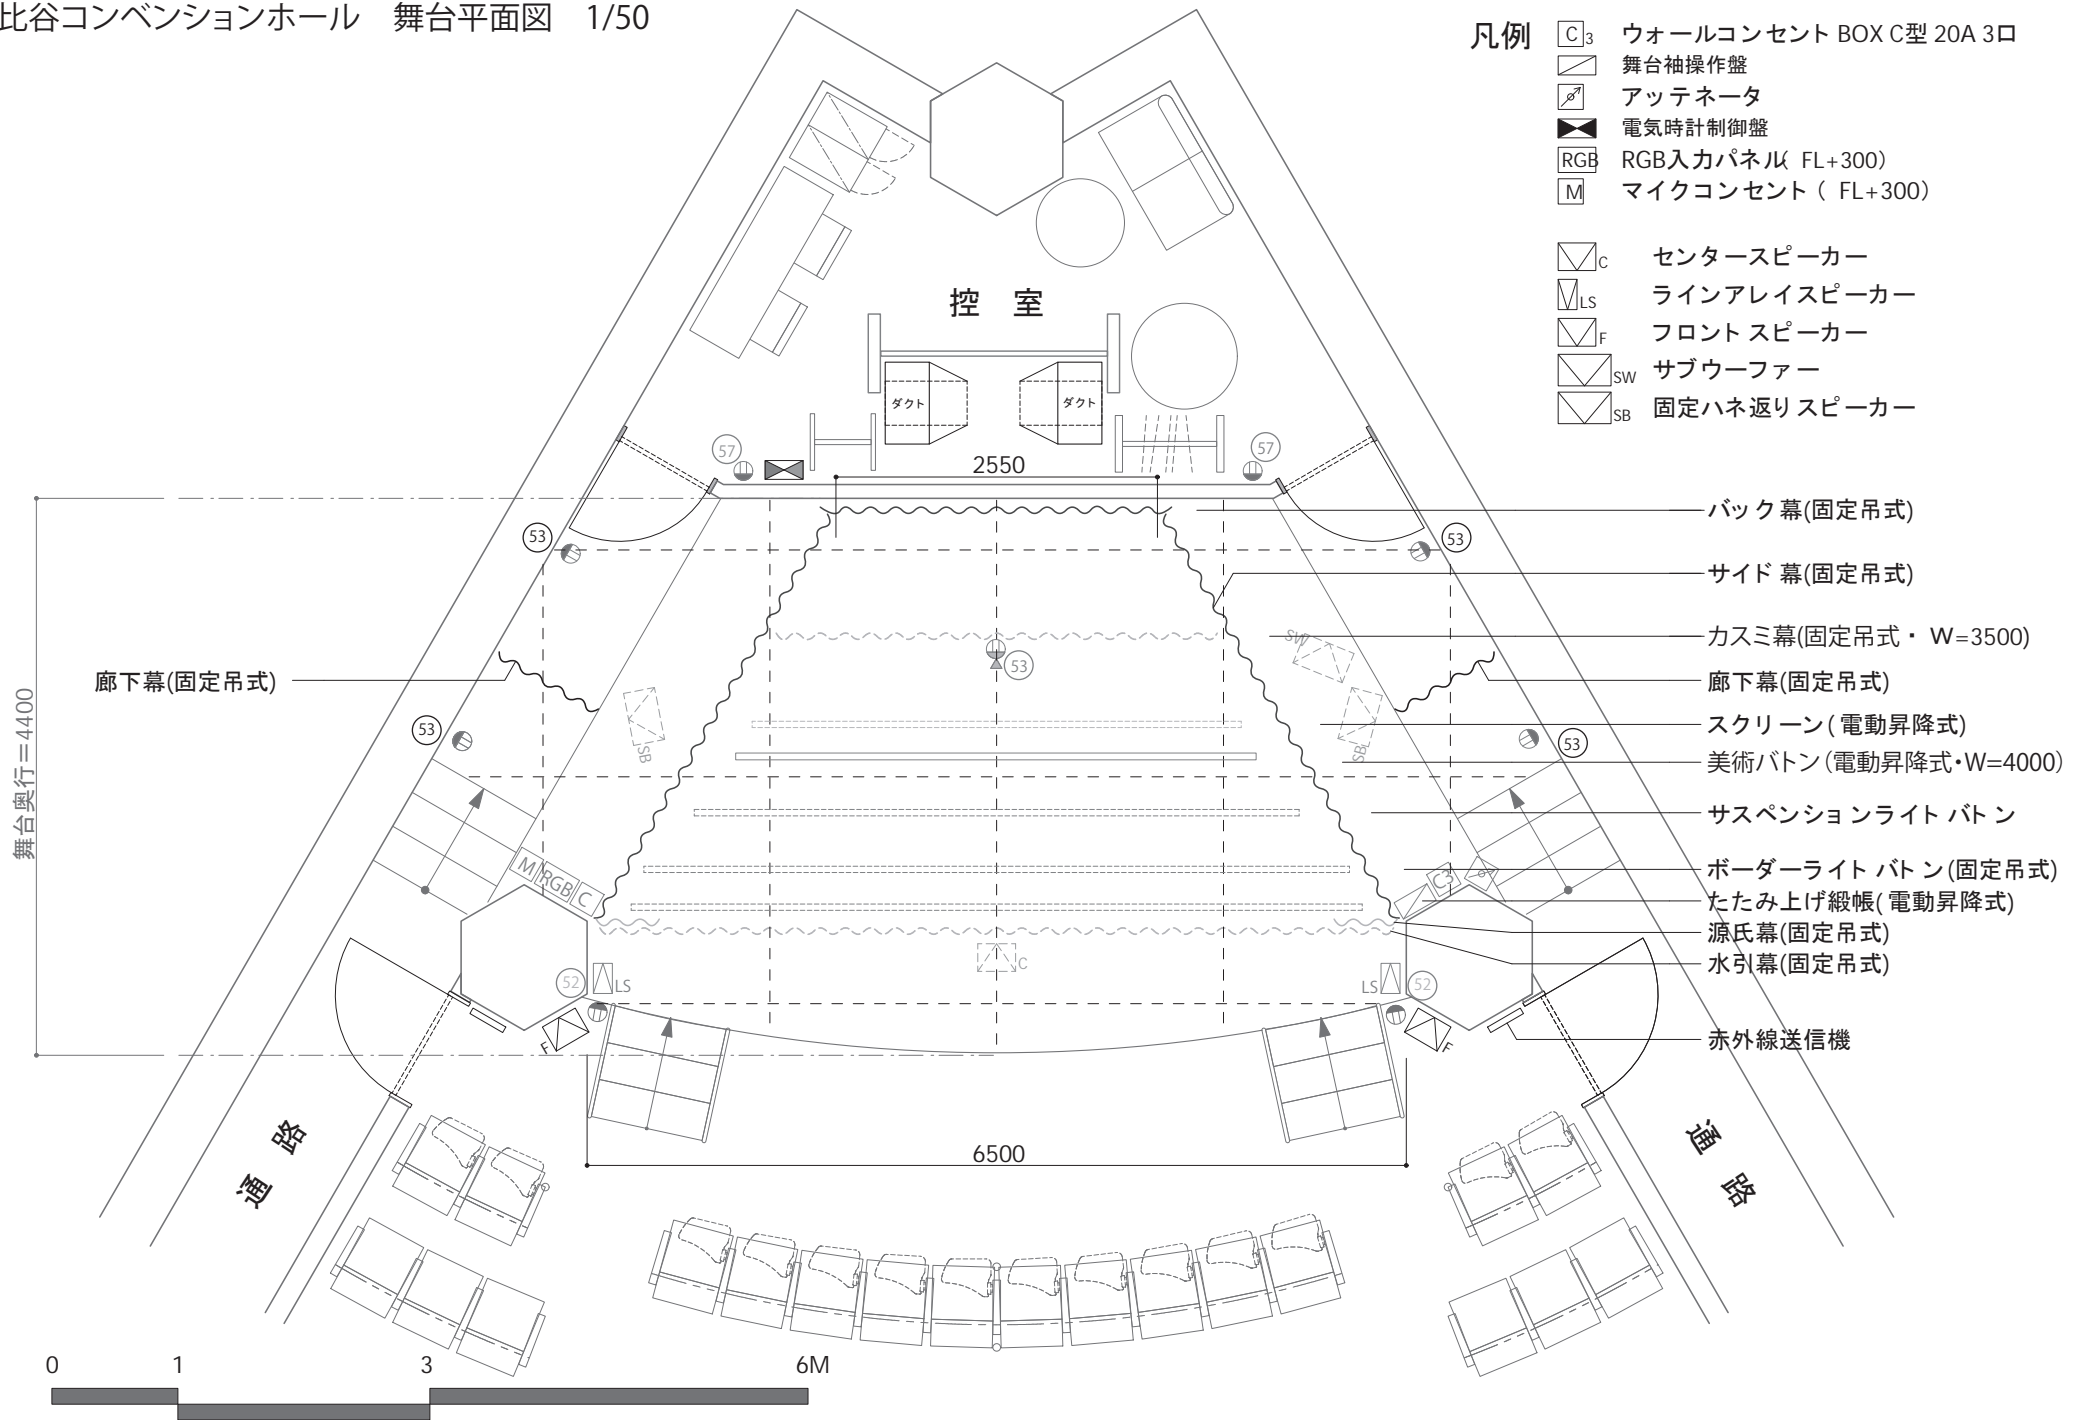 比谷コンベンションホール　舞台平面図　1/50
凡例
C3 ウォールコンセント BOX C型 20A 3口
舞台袖操作盤
アッテネータ
電気時計制御盤
RGB RGB入力パネル( FL+300)
M マイクコンセント ( FL+300)
C センタースピーカー
LS ラインアレイスピーカー
F フロントスピーカー
SW サブウーファー
SB 固定ハネ返りスピーカー
控 室
ダクト ダクト
57 57
2550
53 53
バック幕(固定吊式)
サイド幕(固定吊式)
カスミ幕(固定吊式・W=3500)
SW
53
廊下幕(固定吊式)
廊下幕(固定吊式)
舞台奥行=4400
SB SB
スクリーン(電動昇降式)
53 53
美術バトン(電動昇降式・W=4000)
サスペンションライトバトン
M RGB C
C3
ボーダーライトバトン(固定吊式)
たたみ上げ緞帳(電動昇降式)
源氏幕(固定吊式)
水引幕(固定吊式)
C
52 LS LS 52
F F
赤外線送信機
通路 通路
6500
0 1 3 6M